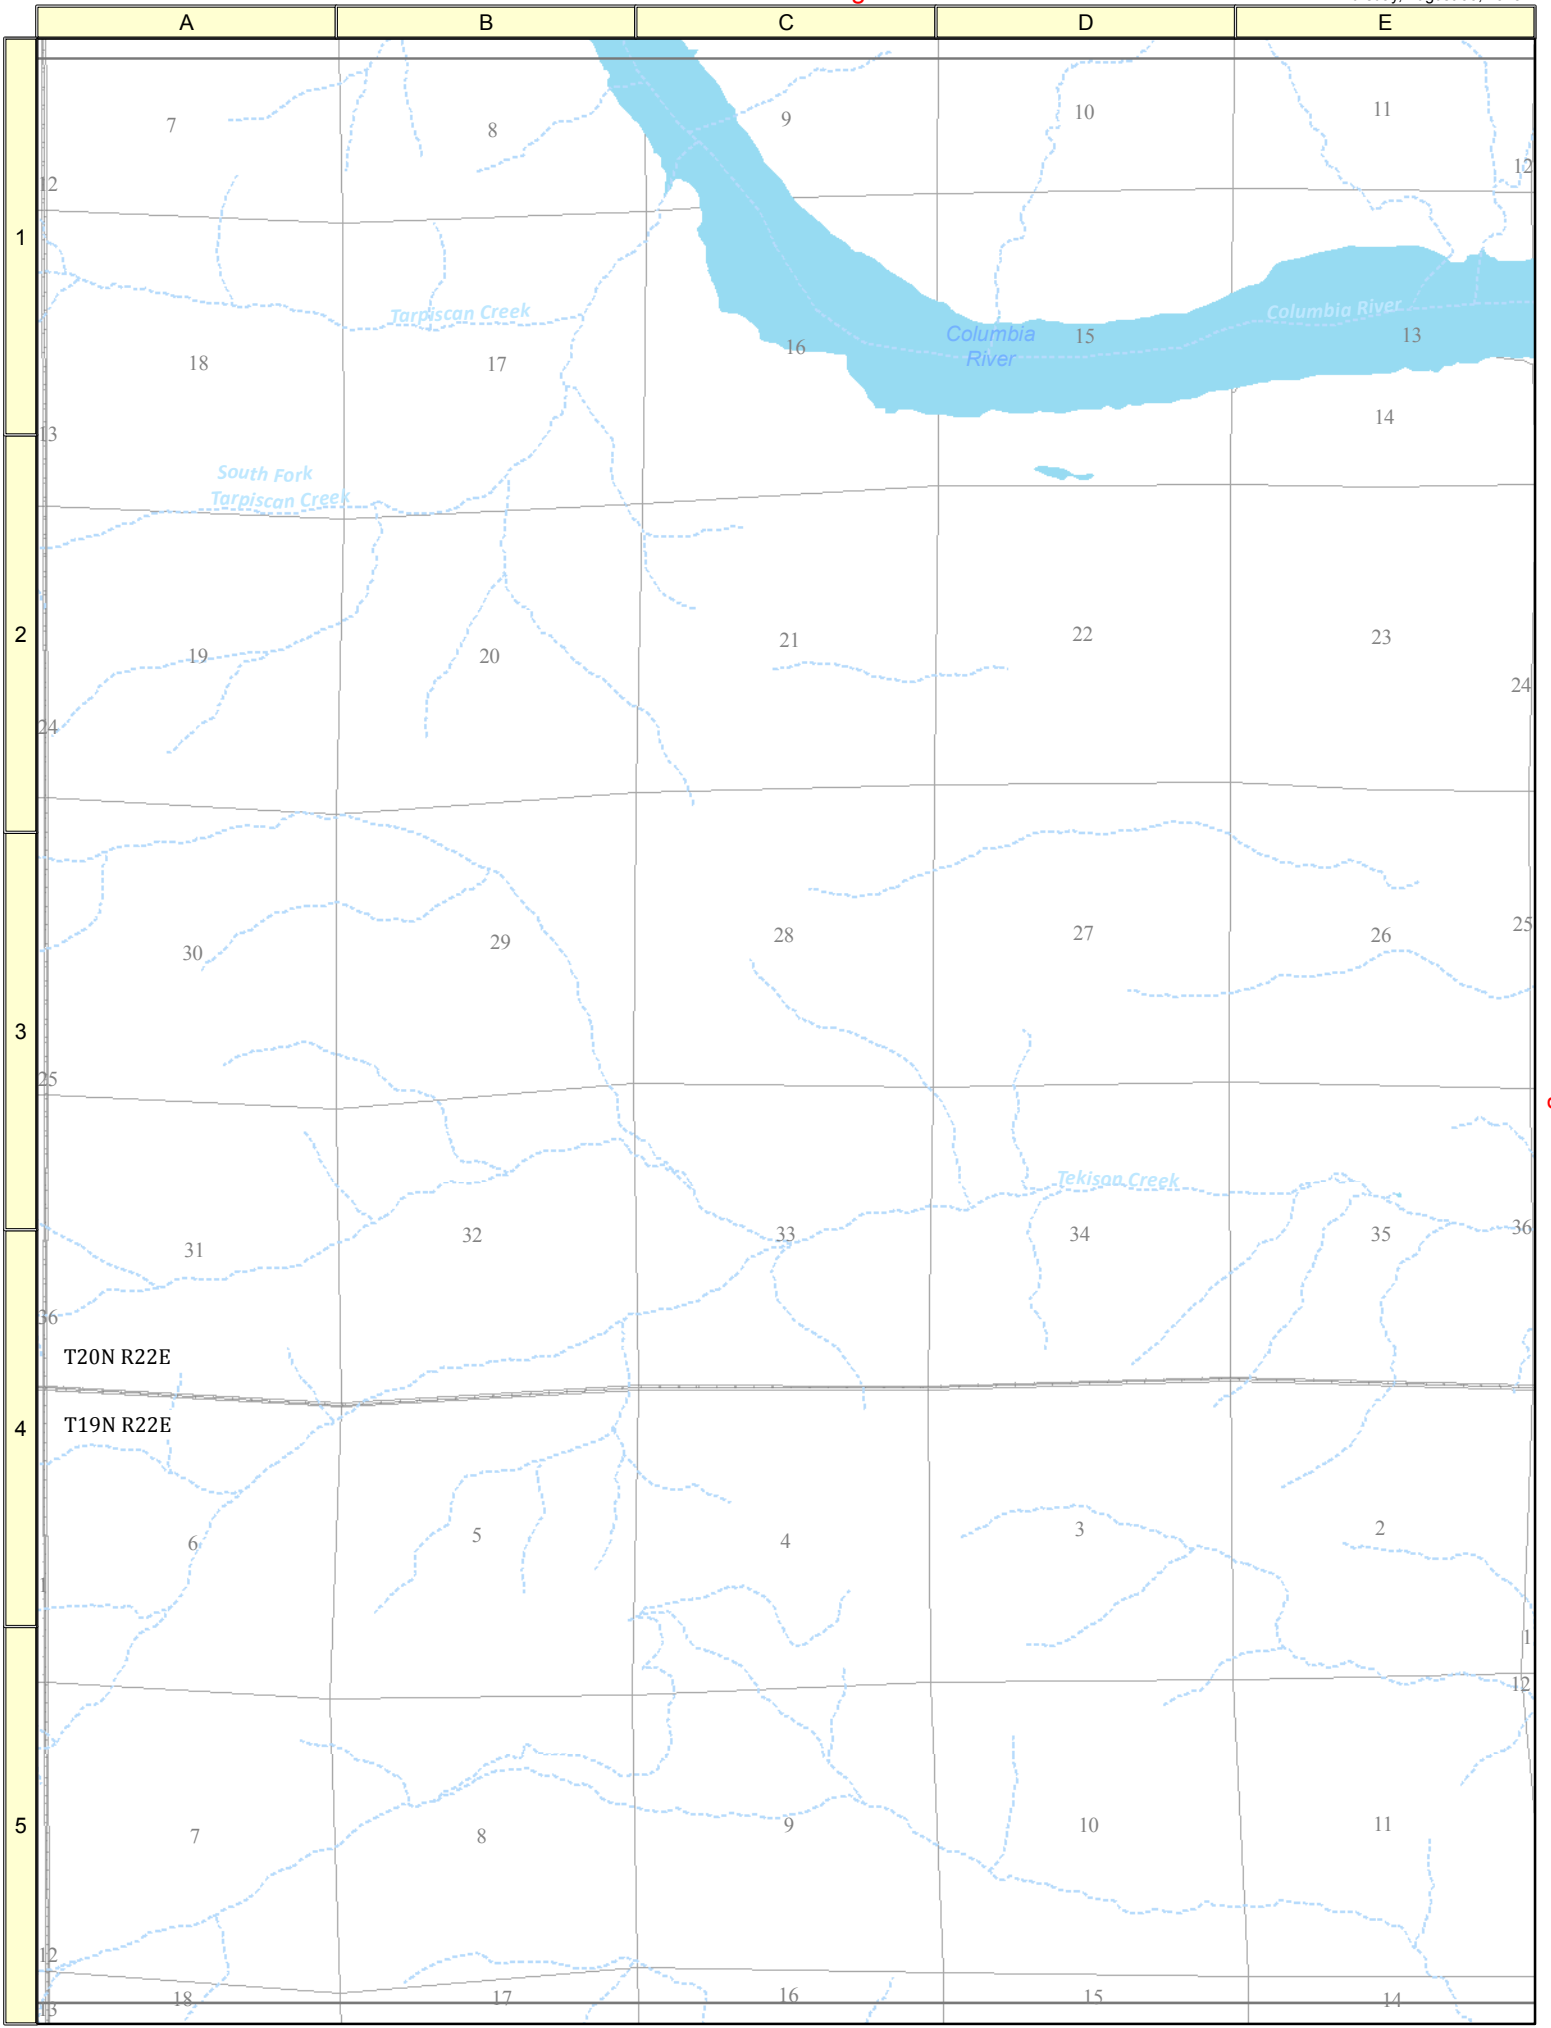 A B C D E
1
2
3
4
5
7 8 9 10 11
12 12
Tarpiscan Creek
Columbia River
Columbia
River
18 17 16 15 13
14
13
South Fork
Tarpiscan Creek
19 20 21 22 23
24 24
30 29 28 27 26 25
25
Tekison Creek
31 32 33 34 35 36
36
T20N R22E
T19N R22E
6 5 4 3 2
1 1
12
7 8 9 10 11
12
18 17 16 15 14
13